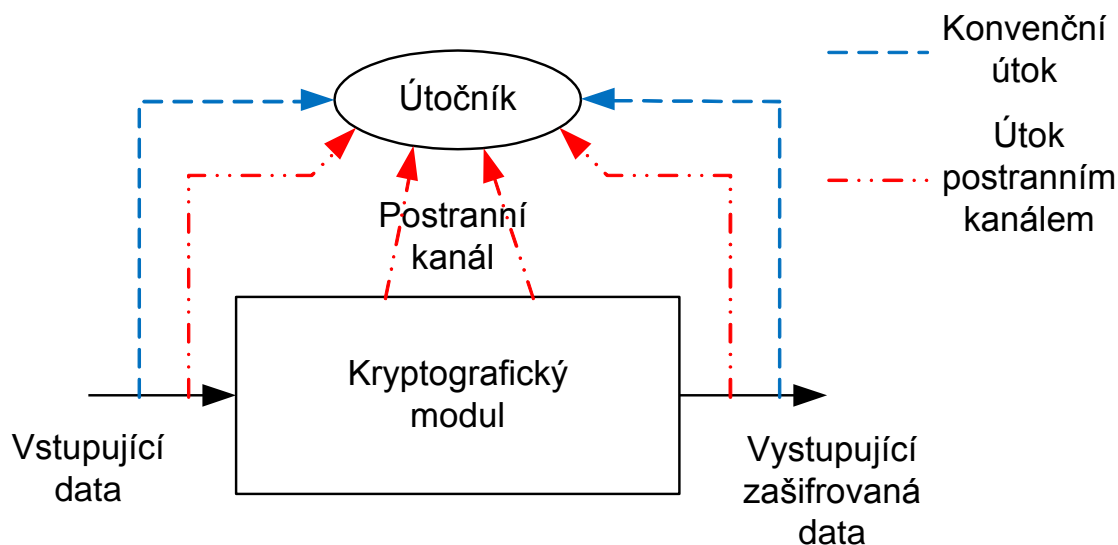 Konvenční
útok
Útočník
Útok
postranním
kanálem
Postranní
kanál
Kryptografický
modul
Vstupující
data
Vystupující
zašifrovaná
data